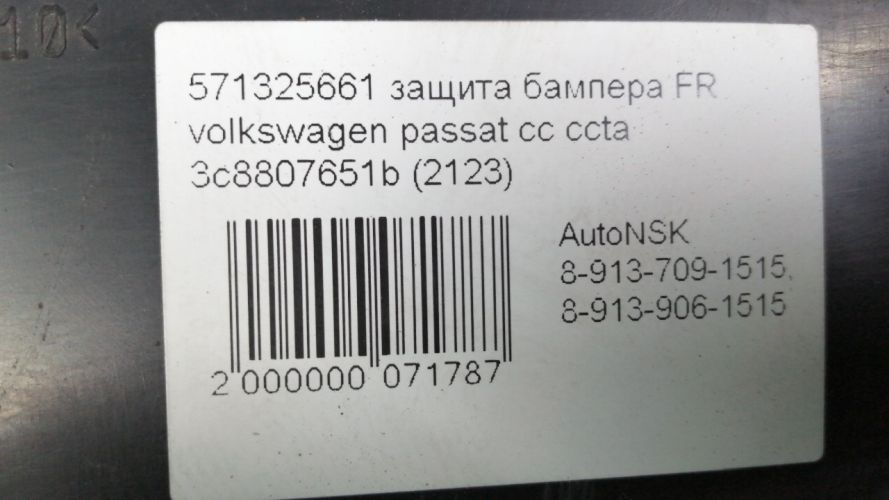 10<
571325661 защита бампера FR
volkswagen passat cc ccta
3c8807651b (2123)
AutoNSK
8-913-709-1515,
8-913-906-1515
2 000000 071787